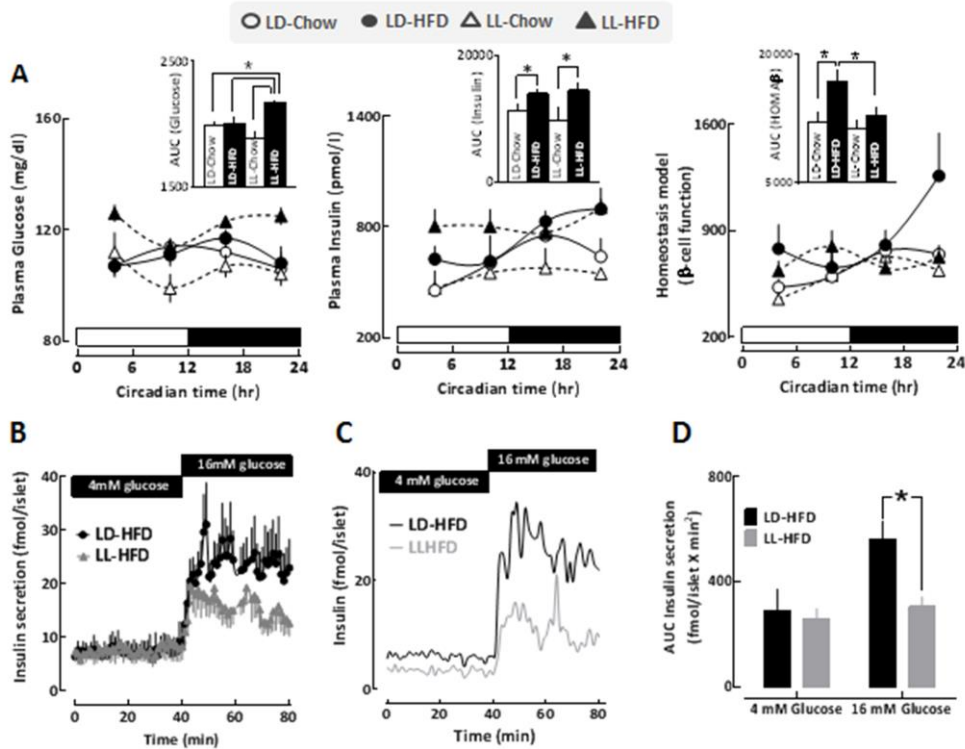 LD-Chow LD-HFD LL-Chow LL-HFD
A
Plasma Glucose (mg/dl)
160
120
80
AUC (Glucose)
2500
1500
*
LD-Chow
LD-HFD
LL-Chow
LL-HFD
0 6 12 18 24
Circadian time (hr)
Plasma Insulin (pmol/l)
1400
800
200
AUC (Insulin)
20000
0
* *
LD-Chow
LD-HFD
LL-Chow
LL-HFD
0 6 12 18 24
Circadian time (hr)
Homeostasis model
(β-cell function)
1600
900
200
AUC (HOMAβ)
20000
5000
* *
LD-Chow
LD-HFD
LL-Chow
LL-HFD
0 6 12 18 24
Circadian time (hr)
B
Insulin secretion (fmol/islet)
40
30
20
10
0
16mM glucose
4mM glucose
LD-HFD
LL-HFD
0 20 40 60 80
Time (min)
C
Insulin (fmol/islet)
40
20
0
16 mM glucose
4 mM glucose
LD-HFD
LLHFD
0 20 40 60 80
Time (min)
D
AUC Insulin secretion
(fmol/islet X min²)
800
400
0
LD-HFD
LL-HFD
*
4 mM Glucose 16 mM Glucose